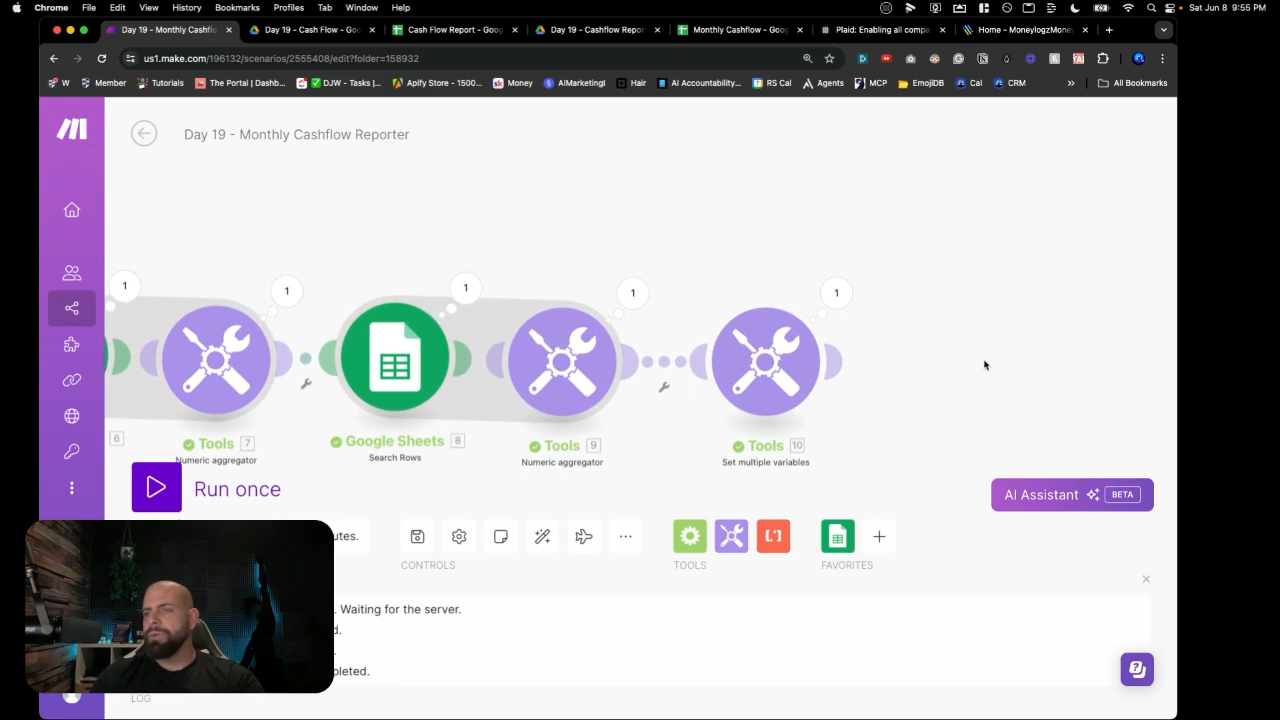 Chrome File Edit View History Bookmarks Profiles Tab Window Help
Sat Jun 8 9:55 PM
Day 19 - Monthly Cashflo
Day 19 - Cash Flow - Goo
Cash Flow Report - Goog
Day 19 - Cashflow Repor
Monthly Cashflow - Goog
Plaid: Enabling all compa
Home - MoneylogzMoney
us1.make.com/196132/scenarios/2555408/edit?folder=158932
W
Member
Tutorials
The Portal | Dashb...
DJW - Tasks |...
Apify Store - 1500...
Money
AIMarketingl
Hair
AI Accountability...
RS Cal
Agents
MCP
EmojiDB
Cal
CRM
»
All Bookmarks
Day 19 - Monthly Cashflow Reporter
1
1
1
1
1
6
Tools 7
Numeric aggregator
Google Sheets 8
Search Rows
Tools 9
Numeric aggregator
Tools 10
Set multiple variables
Run once
AI Assistant BETA
utes.
CONTROLS
TOOLS
FAVORITES
. Waiting for the server.
d.
.
pleted.
LOG